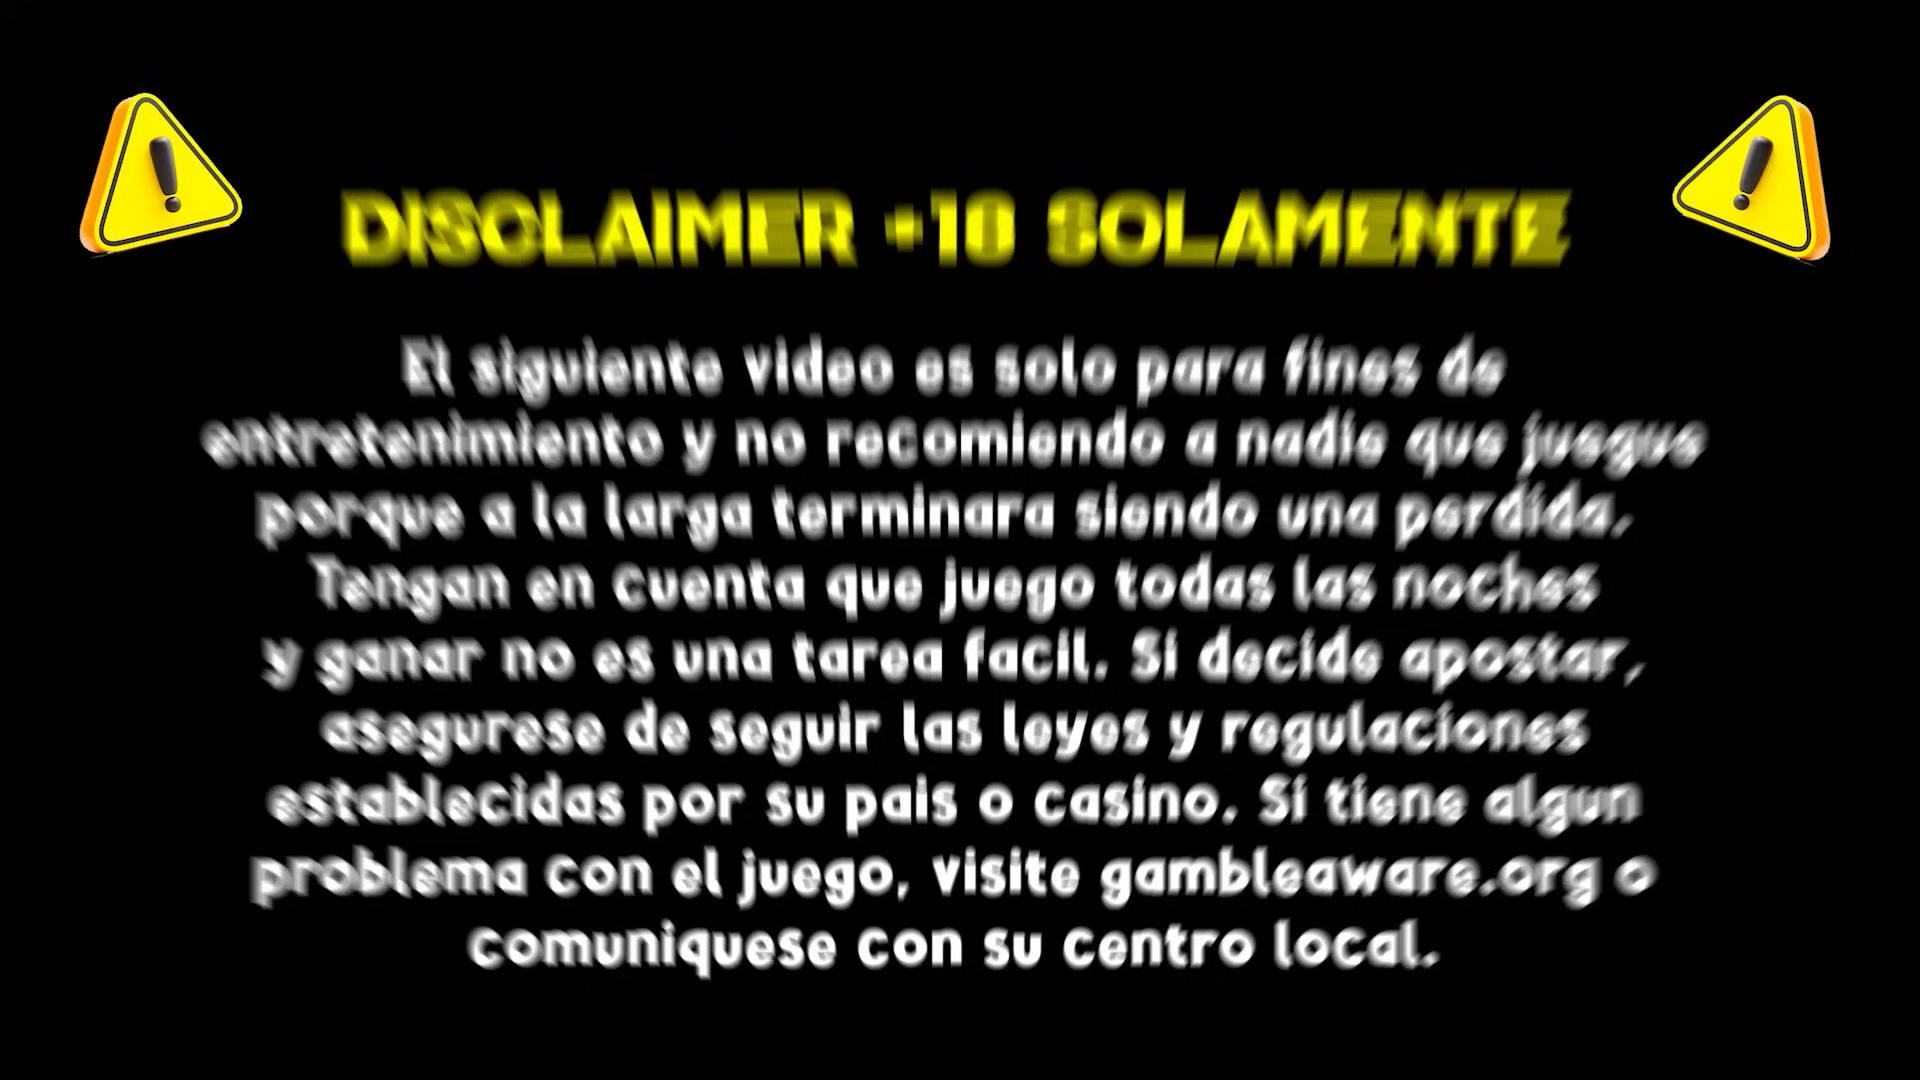 DISCLAIMER +18 SOLAMENTE
El siguiente video es solo para fines de
entretenimiento y no recomiendo a nadie que juegue
porque a la larga terminara siendo una perdida.
Tengan en cuenta que juego todas las noches
y ganar no es una tarea facil. Si decide apostar,
asegurese de seguir las leyes y regulaciones
establecidas por su pais o casino. Si tiene algun
problema con el juego, visite gambleaware.org o
comuniquese con su centro local.